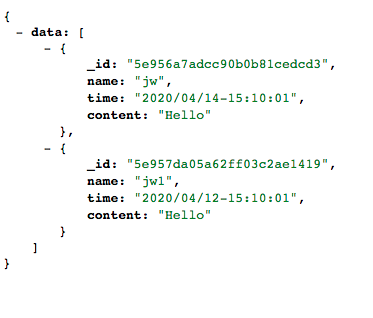 {
- data: [
- {
_id: "5e956a7adcc90b0b81cedcd3",
name: "jw",
time: "2020/04/14-15:10:01",
content: "Hello"
},
- {
_id: "5e957da05a62ff03c2ae1419",
name: "jw1",
time: "2020/04/12-15:10:01",
content: "Hello"
}
]
}